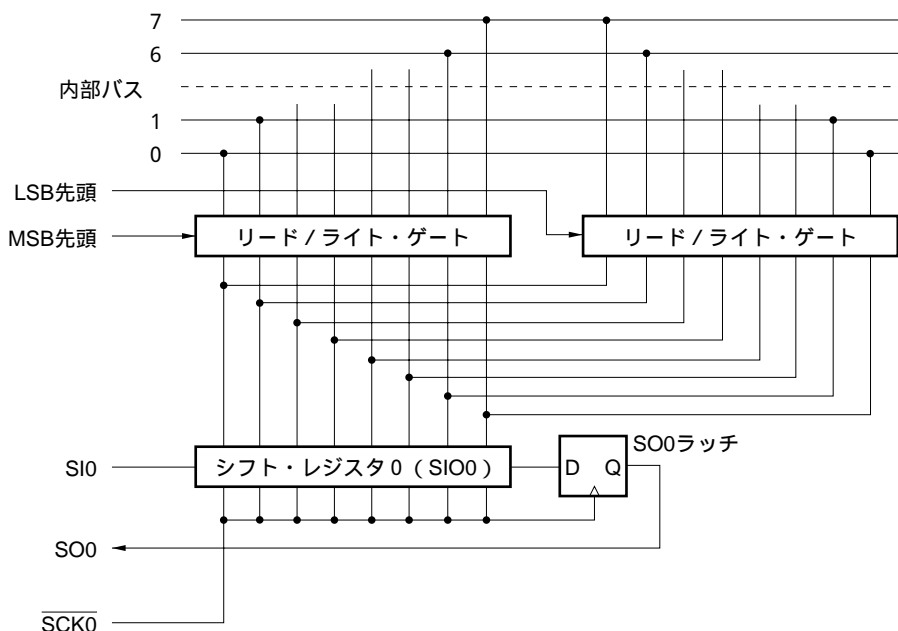 7
6
内部バス
1
0
LSB先頭
MSB先頭
リード / ライト・ゲート
リード / ライト・ゲート
SO0ラッチ
SI0
シフト・レジスタ 0 ( SIO0 )
D Q
SO0
SCK0